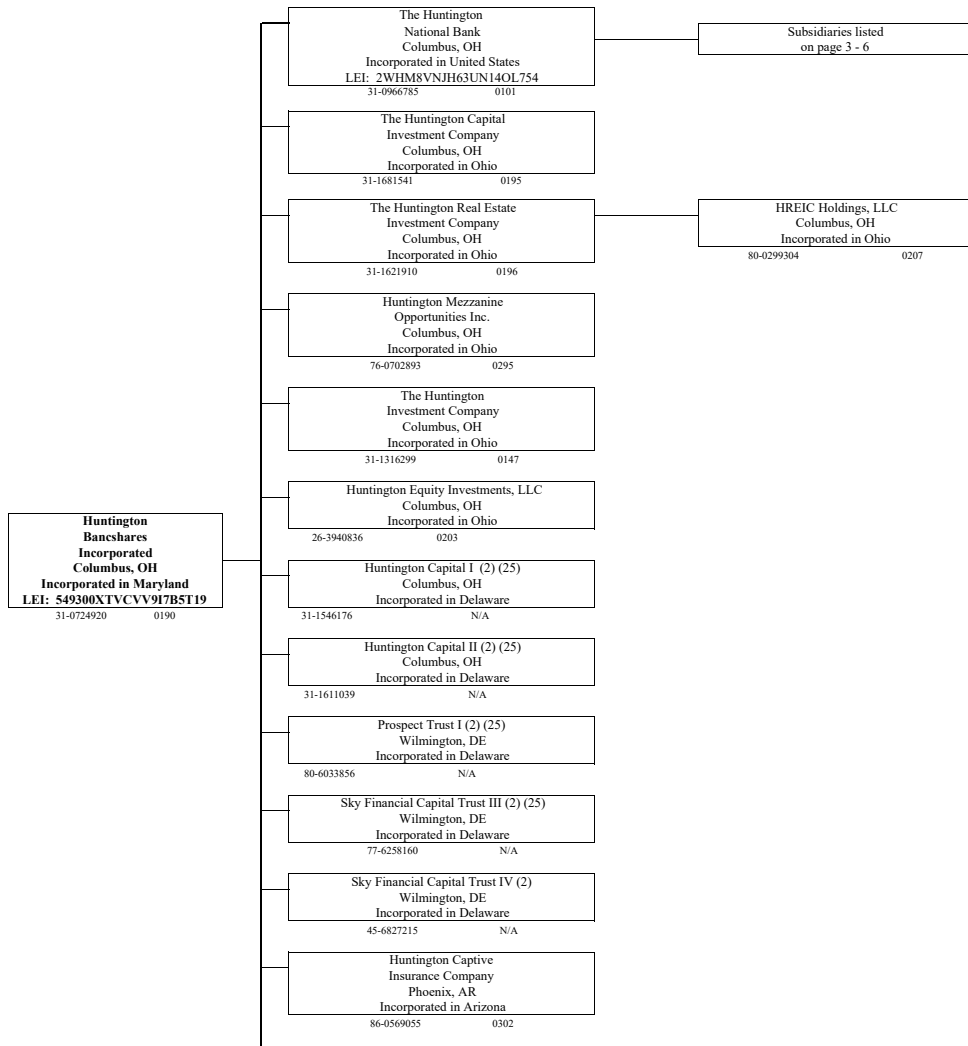 The Huntington
National Bank
Columbus, OH
Incorporated in United States
LEI: 2WHM8VNJH63UN14OL754
31-0966785 0101
Subsidiaries listed
on page 3 - 6
The Huntington Capital
Investment Company
Columbus, OH
Incorporated in Ohio
31-1681541 0195
The Huntington Real Estate
Investment Company
Columbus, OH
Incorporated in Ohio
31-1621910 0196
HREIC Holdings, LLC
Columbus, OH
Incorporated in Ohio
80-0299304 0207
Huntington Mezzanine
Opportunities Inc.
Columbus, OH
Incorporated in Ohio
76-0702893 0295
The Huntington
Investment Company
Columbus, OH
Incorporated in Ohio
31-1316299 0147
Huntington Equity Investments, LLC
Columbus, OH
Incorporated in Ohio
26-3940836 0203
Huntington
Bancshares
Incorporated
Columbus, OH
Incorporated in Maryland
LEI: 549300XTVCVV9I7B5T19
31-0724920 0190
Huntington Capital I (2) (25)
Columbus, OH
Incorporated in Delaware
31-1546176 N/A
Huntington Capital II (2) (25)
Columbus, OH
Incorporated in Delaware
31-1611039 N/A
Prospect Trust I (2) (25)
Wilmington, DE
Incorporated in Delaware
80-6033856 N/A
Sky Financial Capital Trust III (2) (25)
Wilmington, DE
Incorporated in Delaware
77-6258160 N/A
Sky Financial Capital Trust IV (2)
Wilmington, DE
Incorporated in Delaware
45-6827215 N/A
Huntington Captive
Insurance Company
Phoenix, AR
Incorporated in Arizona
86-0569055 0302